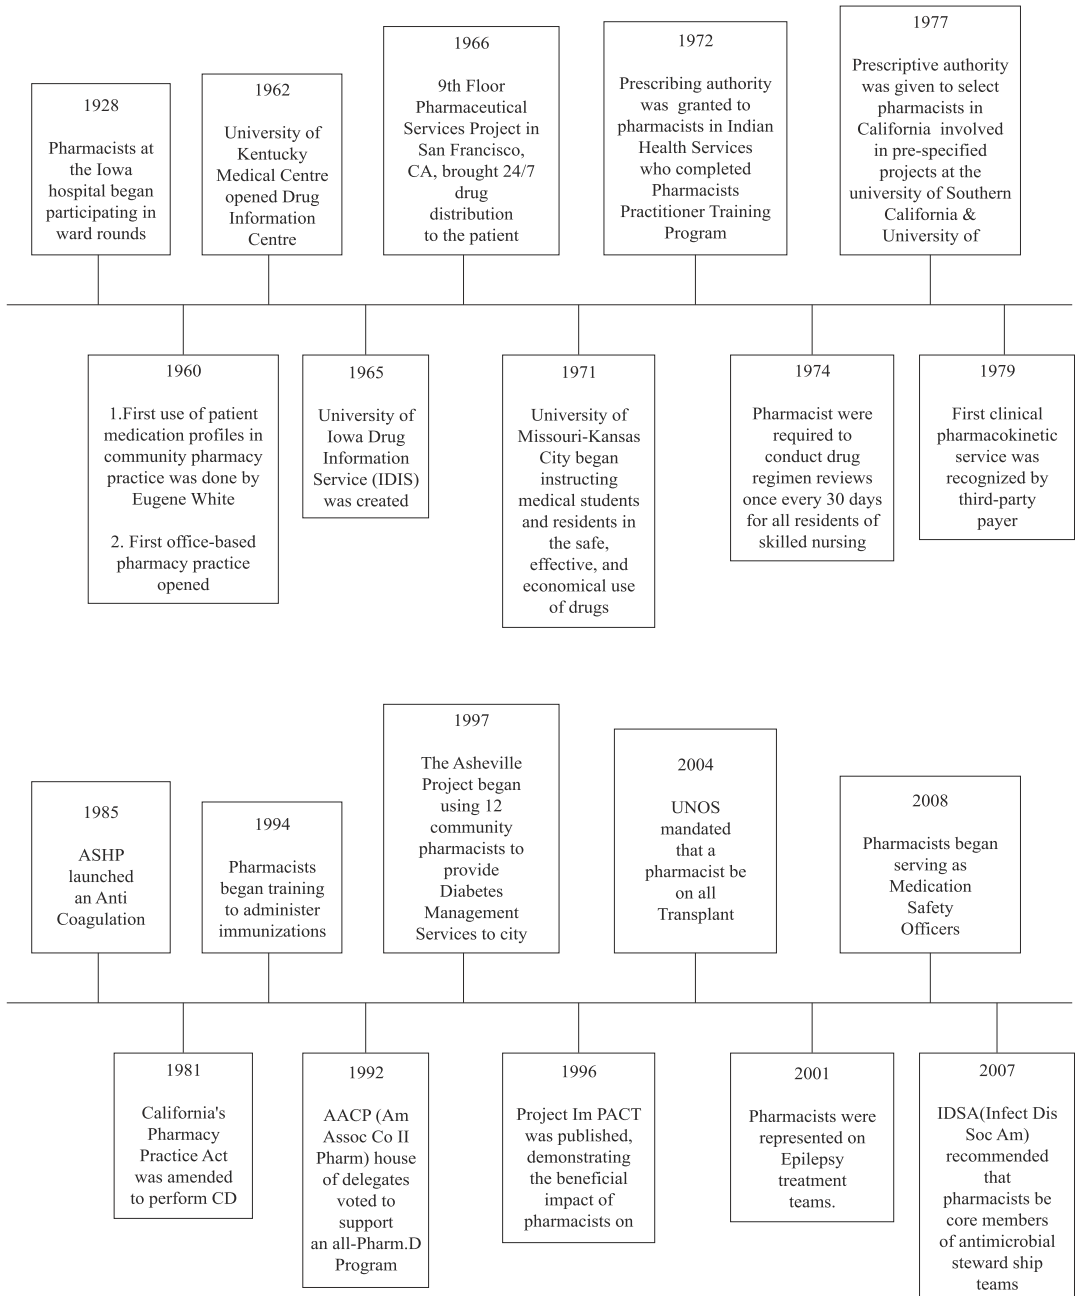 1928
Pharmacists at
the Iowa
hospital began
participating in
ward rounds
1962
University of
Kentucky
Medical Centre
opened Drug
Information
Centre
1966
9th Floor
Pharmaceutical
Services Project in
San Francisco,
CA, brought 24/7
drug
distribution
to the patient
1972
Prescribing authority
was granted to
pharmacists in Indian
Health Services
who completed
Pharmacists
Practitioner Training
Program
1977
Prescriptive authority
was given to select
pharmacists in
California involved
in pre-specified
projects at the
university of Southern
California &
University of
1960
1.First use of patient
medication profiles in
community pharmacy
practice was done by
Eugene White
2. First office-based
pharmacy practice
opened
1965
University of
Iowa Drug
Information
Service (IDIS)
was created
1971
University of
Missouri-Kansas
City began
instructing
medical students
and residents in
the safe,
effective, and
economical use
of drugs
1974
Pharmacist were
required to
conduct drug
regimen reviews
once every 30 days
for all residents of
skilled nursing
1979
First clinical
pharmacokinetic
service was
recognized by
third-party
payer
1985
ASHP
launched
an Anti
Coagulation
1994
Pharmacists
began training
to administer
immunizations
1997
The Asheville
Project began
using 12
community
pharmacists to
provide
Diabetes
Management
Services to city
2004
UNOS
mandated
that a
pharmacist be
on all
Transplant
2008
Pharmacists began
serving as
Medication
Safety
Officers
1981
California's
Pharmacy
Practice Act
was amended
to perform CD
1992
AACP (Am
Assoc Co II
Pharm) house
of delegates
voted to
support
an all-Pharm.D
Program
1996
Project Im PACT
was published,
demonstrating
the beneficial
impact of
pharmacists on
2001
Pharmacists were
represented on
Epilepsy
treatment
teams.
2007
IDSA(Infect Dis
Soc Am)
recommended
that
pharmacists be
core members
of antimicrobial
steward ship
teams